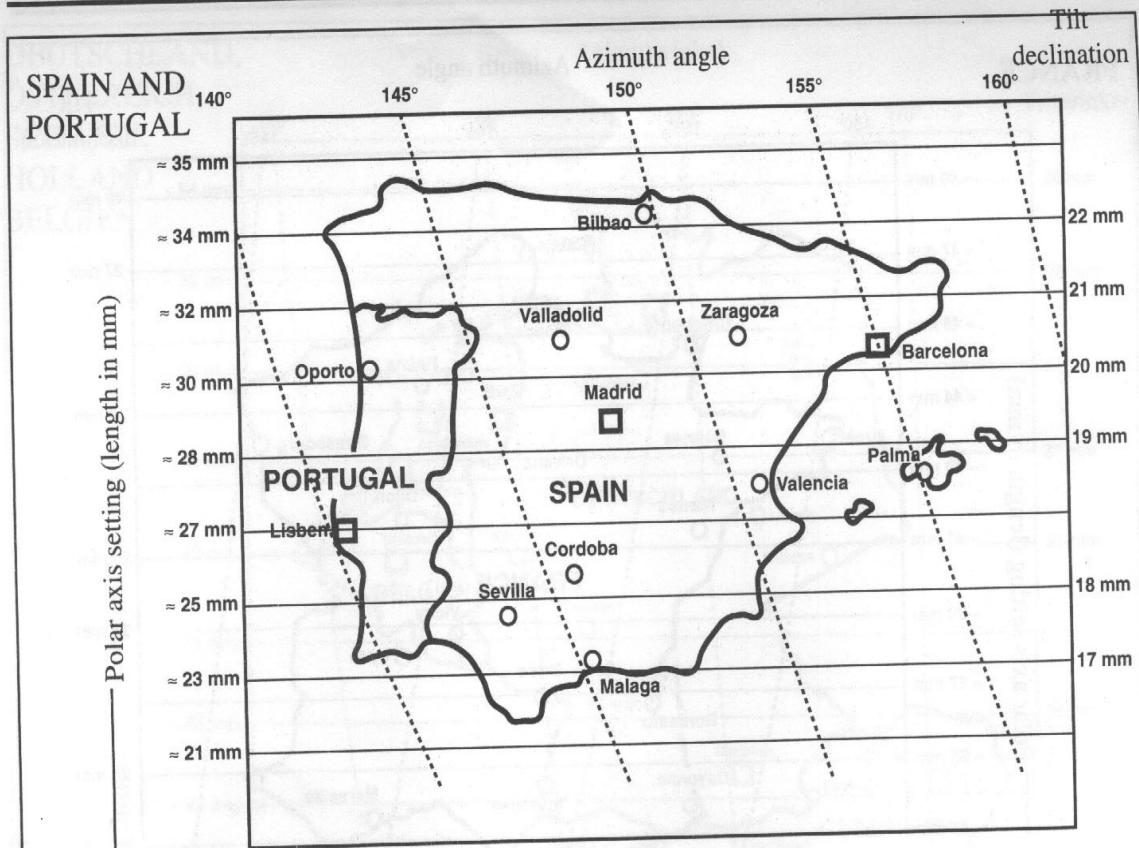 Tilt
declination
Azimuth angle
SPAIN AND
PORTUGAL
140°
145°
150°
155°
160°
≈ 35 mm
≈ 34 mm
≈ 32 mm
≈ 30 mm
≈ 28 mm
≈ 27 mm
≈ 25 mm
≈ 23 mm
≈ 21 mm
Polar axis setting (length in mm)
22 mm
21 mm
20 mm
19 mm
18 mm
17 mm
Bilbao
Valladolid
Zaragoza
Oporto
Barcelona
Madrid
Palma
PORTUGAL
SPAIN
Valencia
Cordoba
Sevilla
Malaga